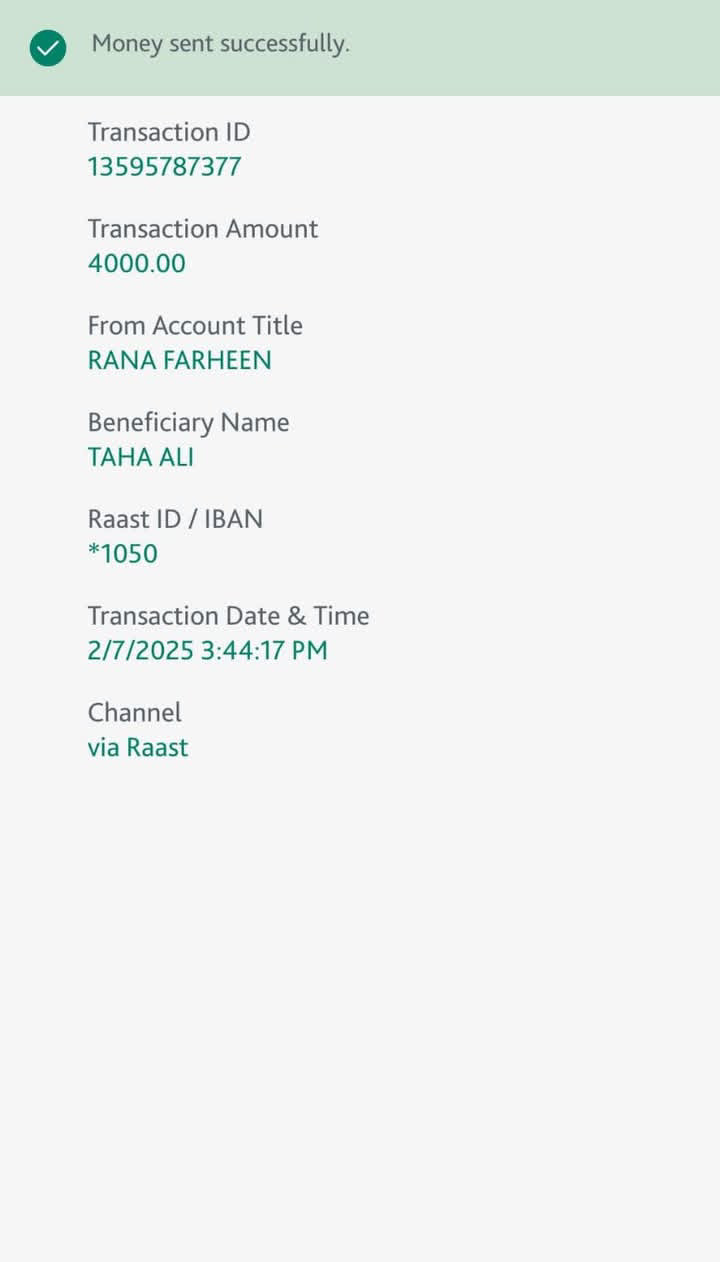 Money sent successfully.
Transaction ID
13595787377
Transaction Amount
4000.00
From Account Title
RANA FARHEEN
Beneficiary Name
TAHA ALI
Raast ID / IBAN
*1050
Transaction Date & Time
2/7/2025 3:44:17 PM
Channel
via Raast